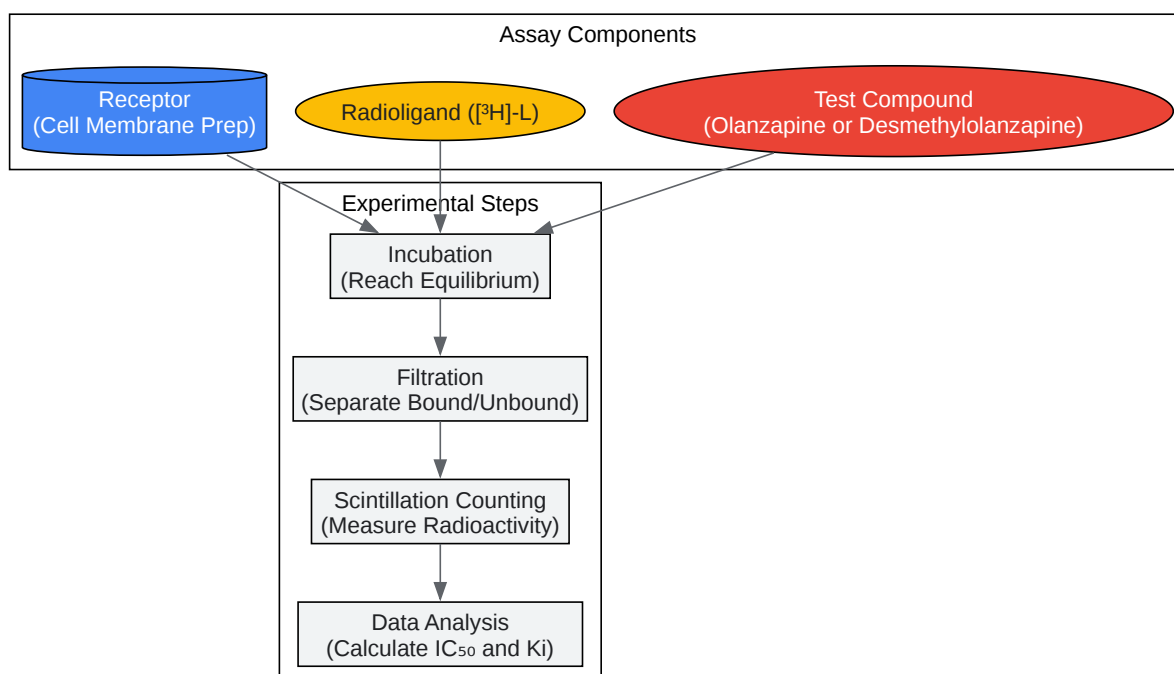 Assay Components
Receptor
(Cell Membrane Prep)
Radioligand ([³H]-L)
Test Compound
(Olanzapine or Desmethylolanzapine)
Experimental Steps
Incubation
(Reach Equilibrium)
Filtration
(Separate Bound/Unbound)
Scintillation Counting
(Measure Radioactivity)
Data Analysis
(Calculate IC₅₀ and Ki)